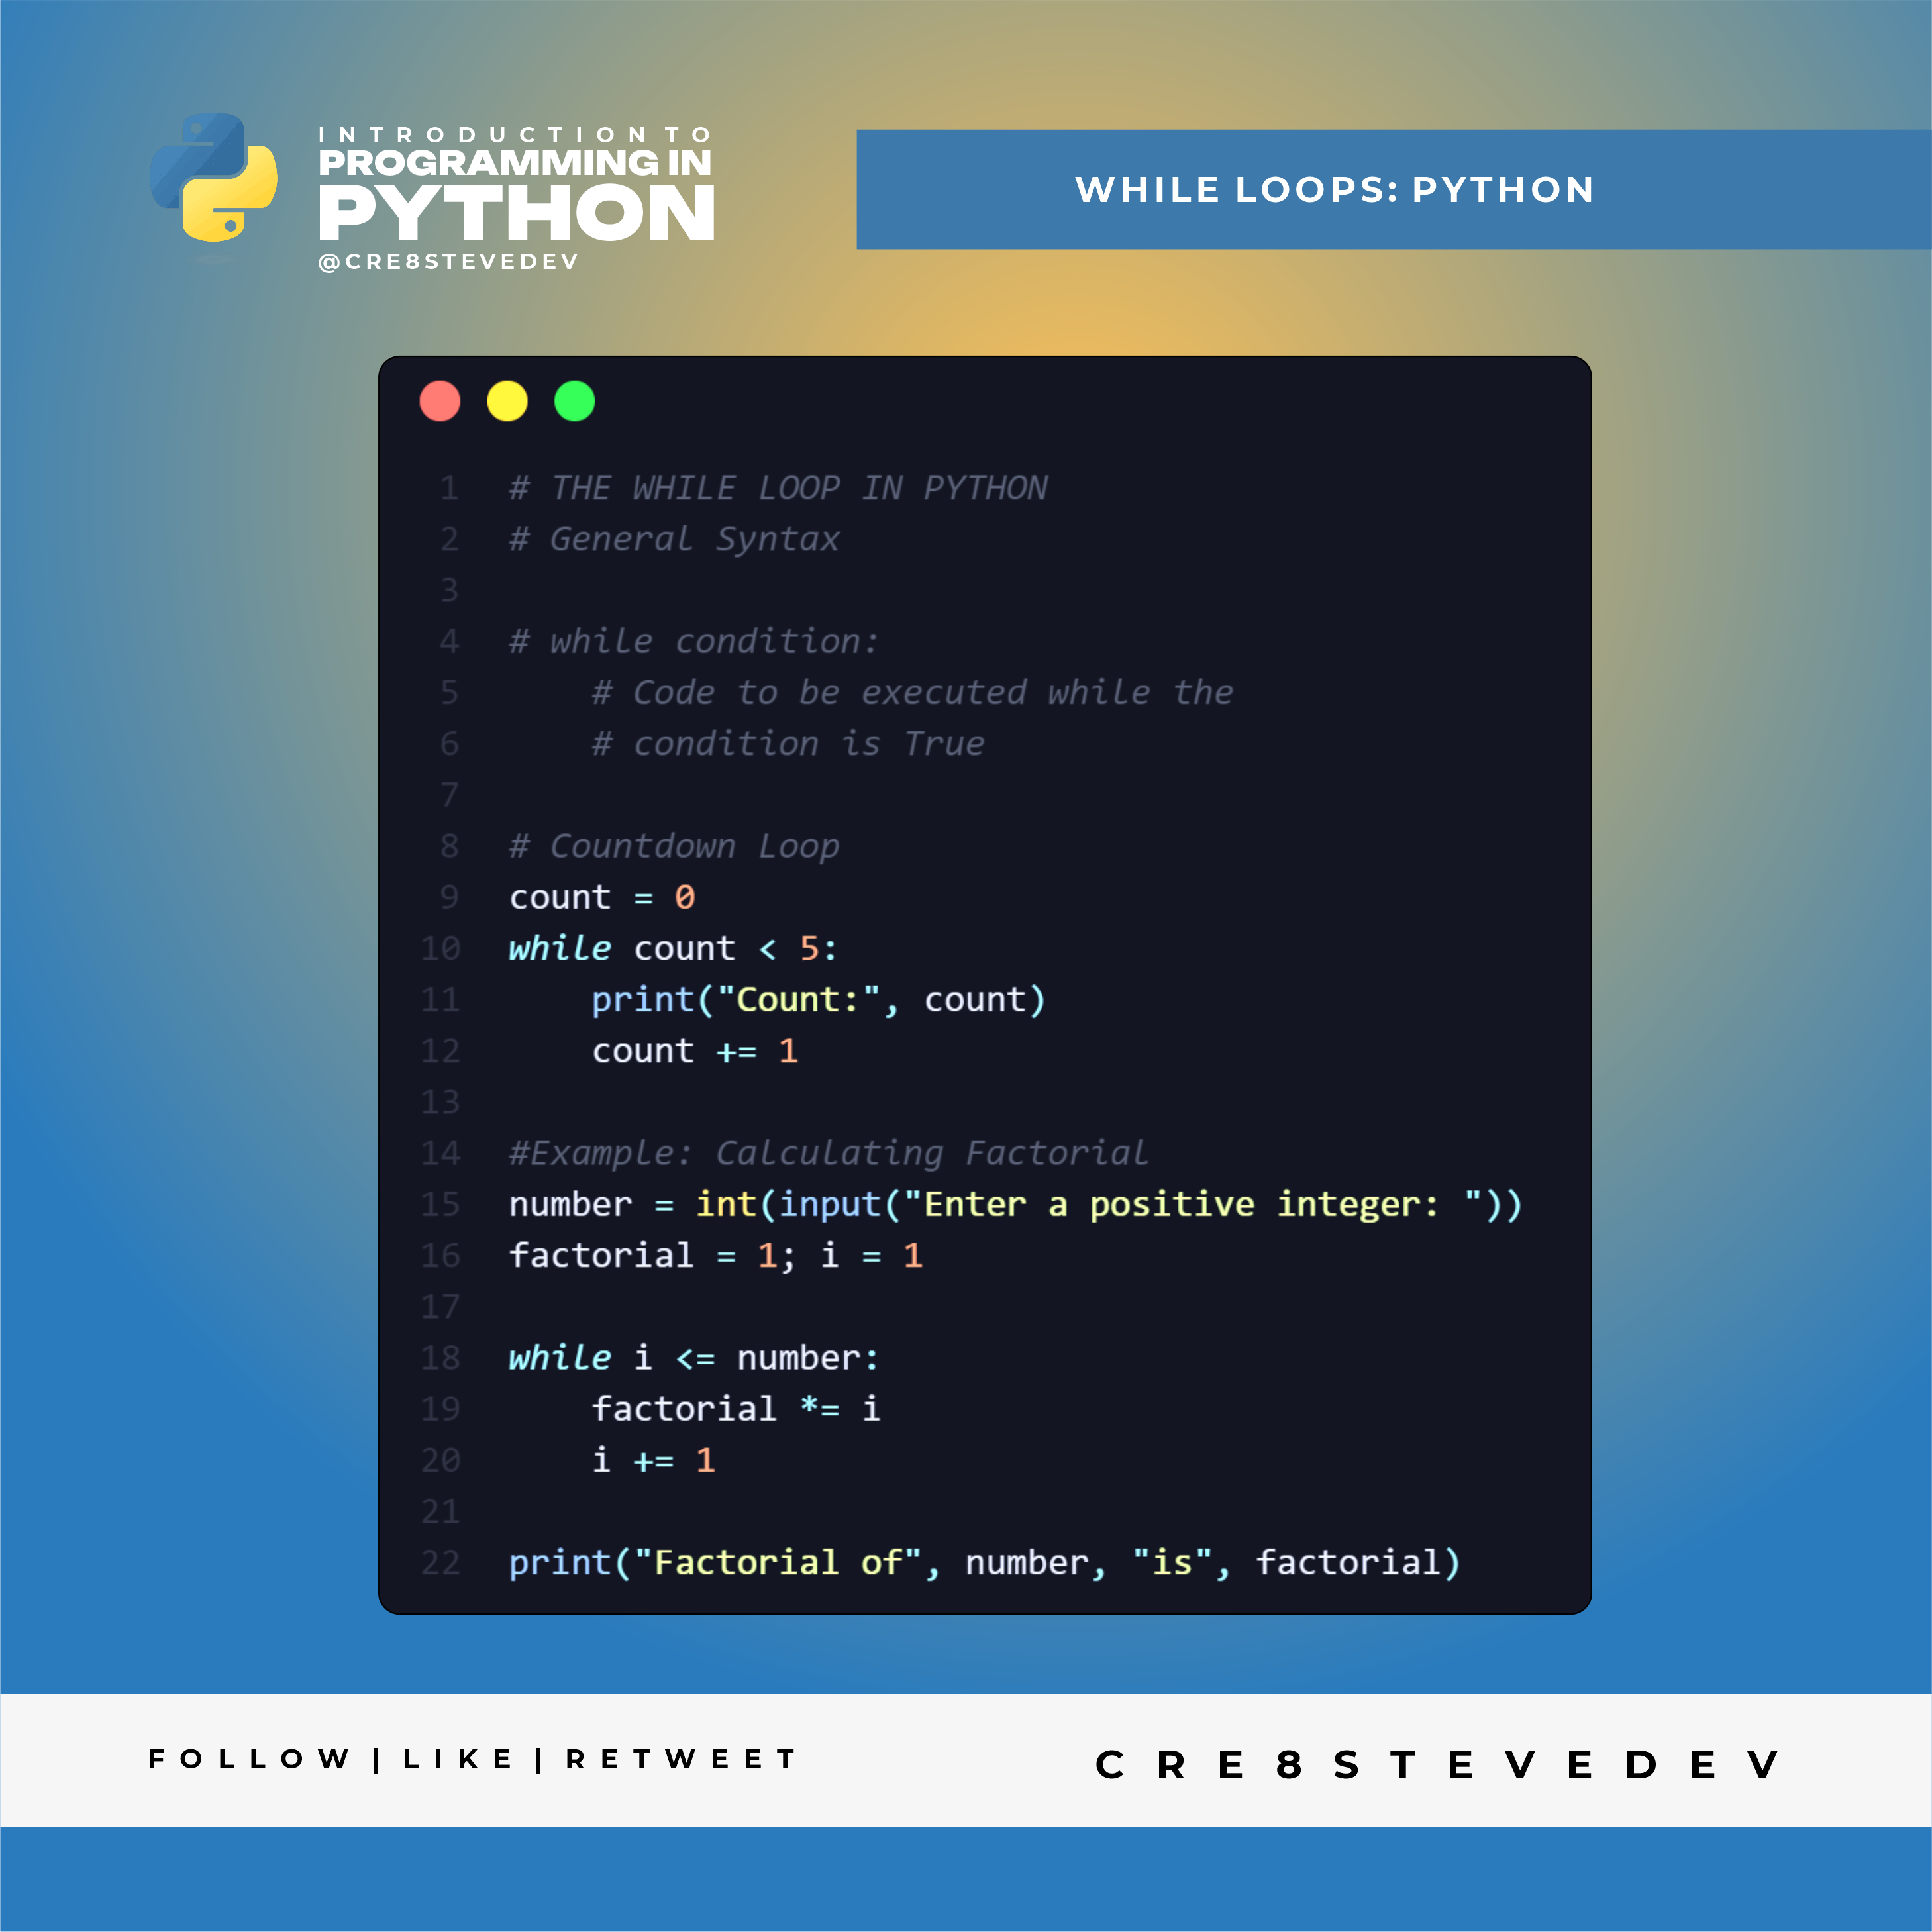 INTRODUCTION TO
PROGRAMMING IN
PYTHON
@CRE8STEVEDEV
WHILE LOOPS: PYTHON
1 # THE WHILE LOOP IN PYTHON
2 # General Syntax
3
4 # while condition:
5     # Code to be executed while the
6     # condition is True
7
8 # Countdown Loop
9 count = 0
10 while count < 5:
11     print("Count:", count)
12     count += 1
13
14 #Example: Calculating Factorial
15 number = int(input("Enter a positive integer: "))
16 factorial = 1; i = 1
17
18 while i <= number:
19     factorial *= i
20     i += 1
21
22 print("Factorial of", number, "is", factorial)
FOLLOW | LIKE | RETWEET
CRE8STEVEDEV